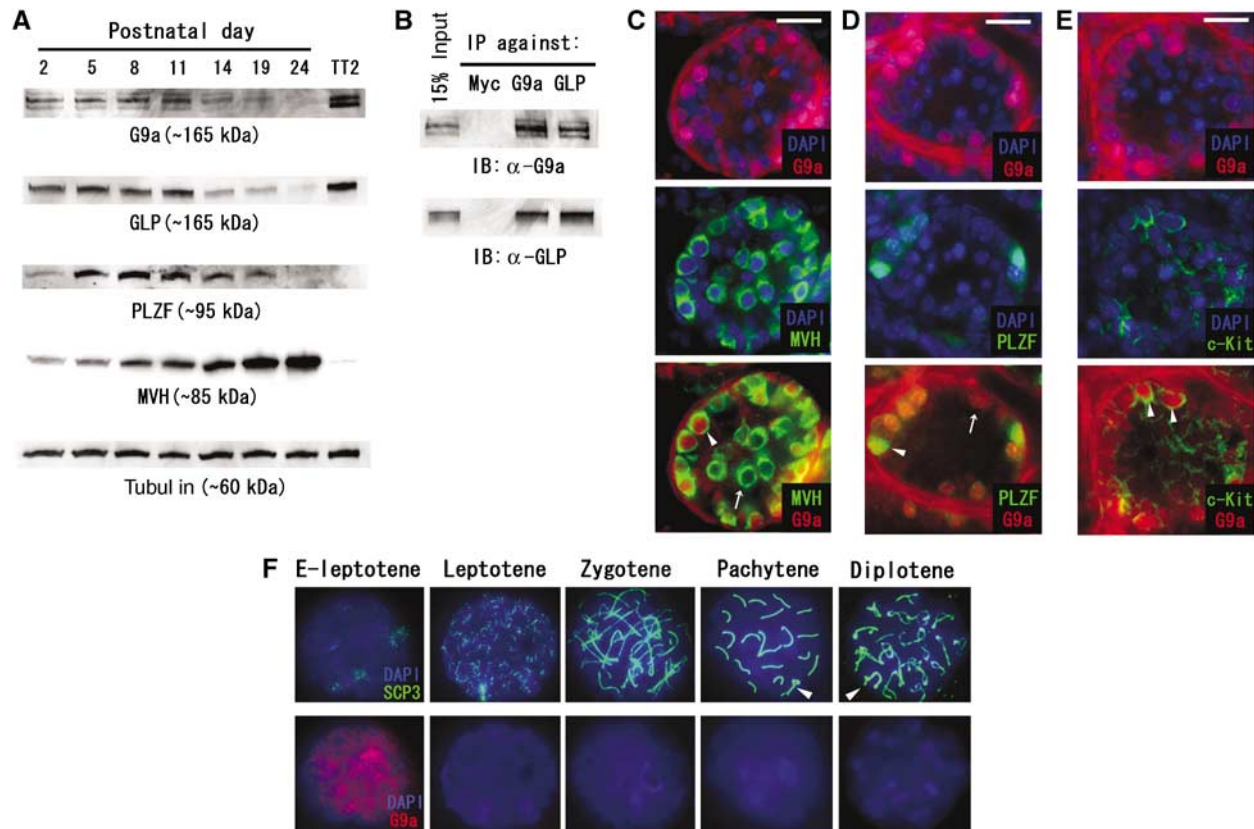 A
Postnatal day
2 5 8 11 14 19 24 TT2
G9a (~165 kDa)
GLP (~165 kDa)
PLZF (~95 kDa)
MVH (~85 kDa)
Tubulin (~60 kDa)
B
15% Input
IP against:
Myc G9a GLP
IB: α-G9a
IB: α-GLP
C
DAPI
G9a
DAPI
MVH
MVH
G9a
D
DAPI
G9a
DAPI
PLZF
PLZF
G9a
E
DAPI
G9a
DAPI
c-Kit
c-Kit
G9a
F
E-leptotene Leptotene Zygotene Pachytene Diplotene
DAPI
SCP3
DAPI
G9a